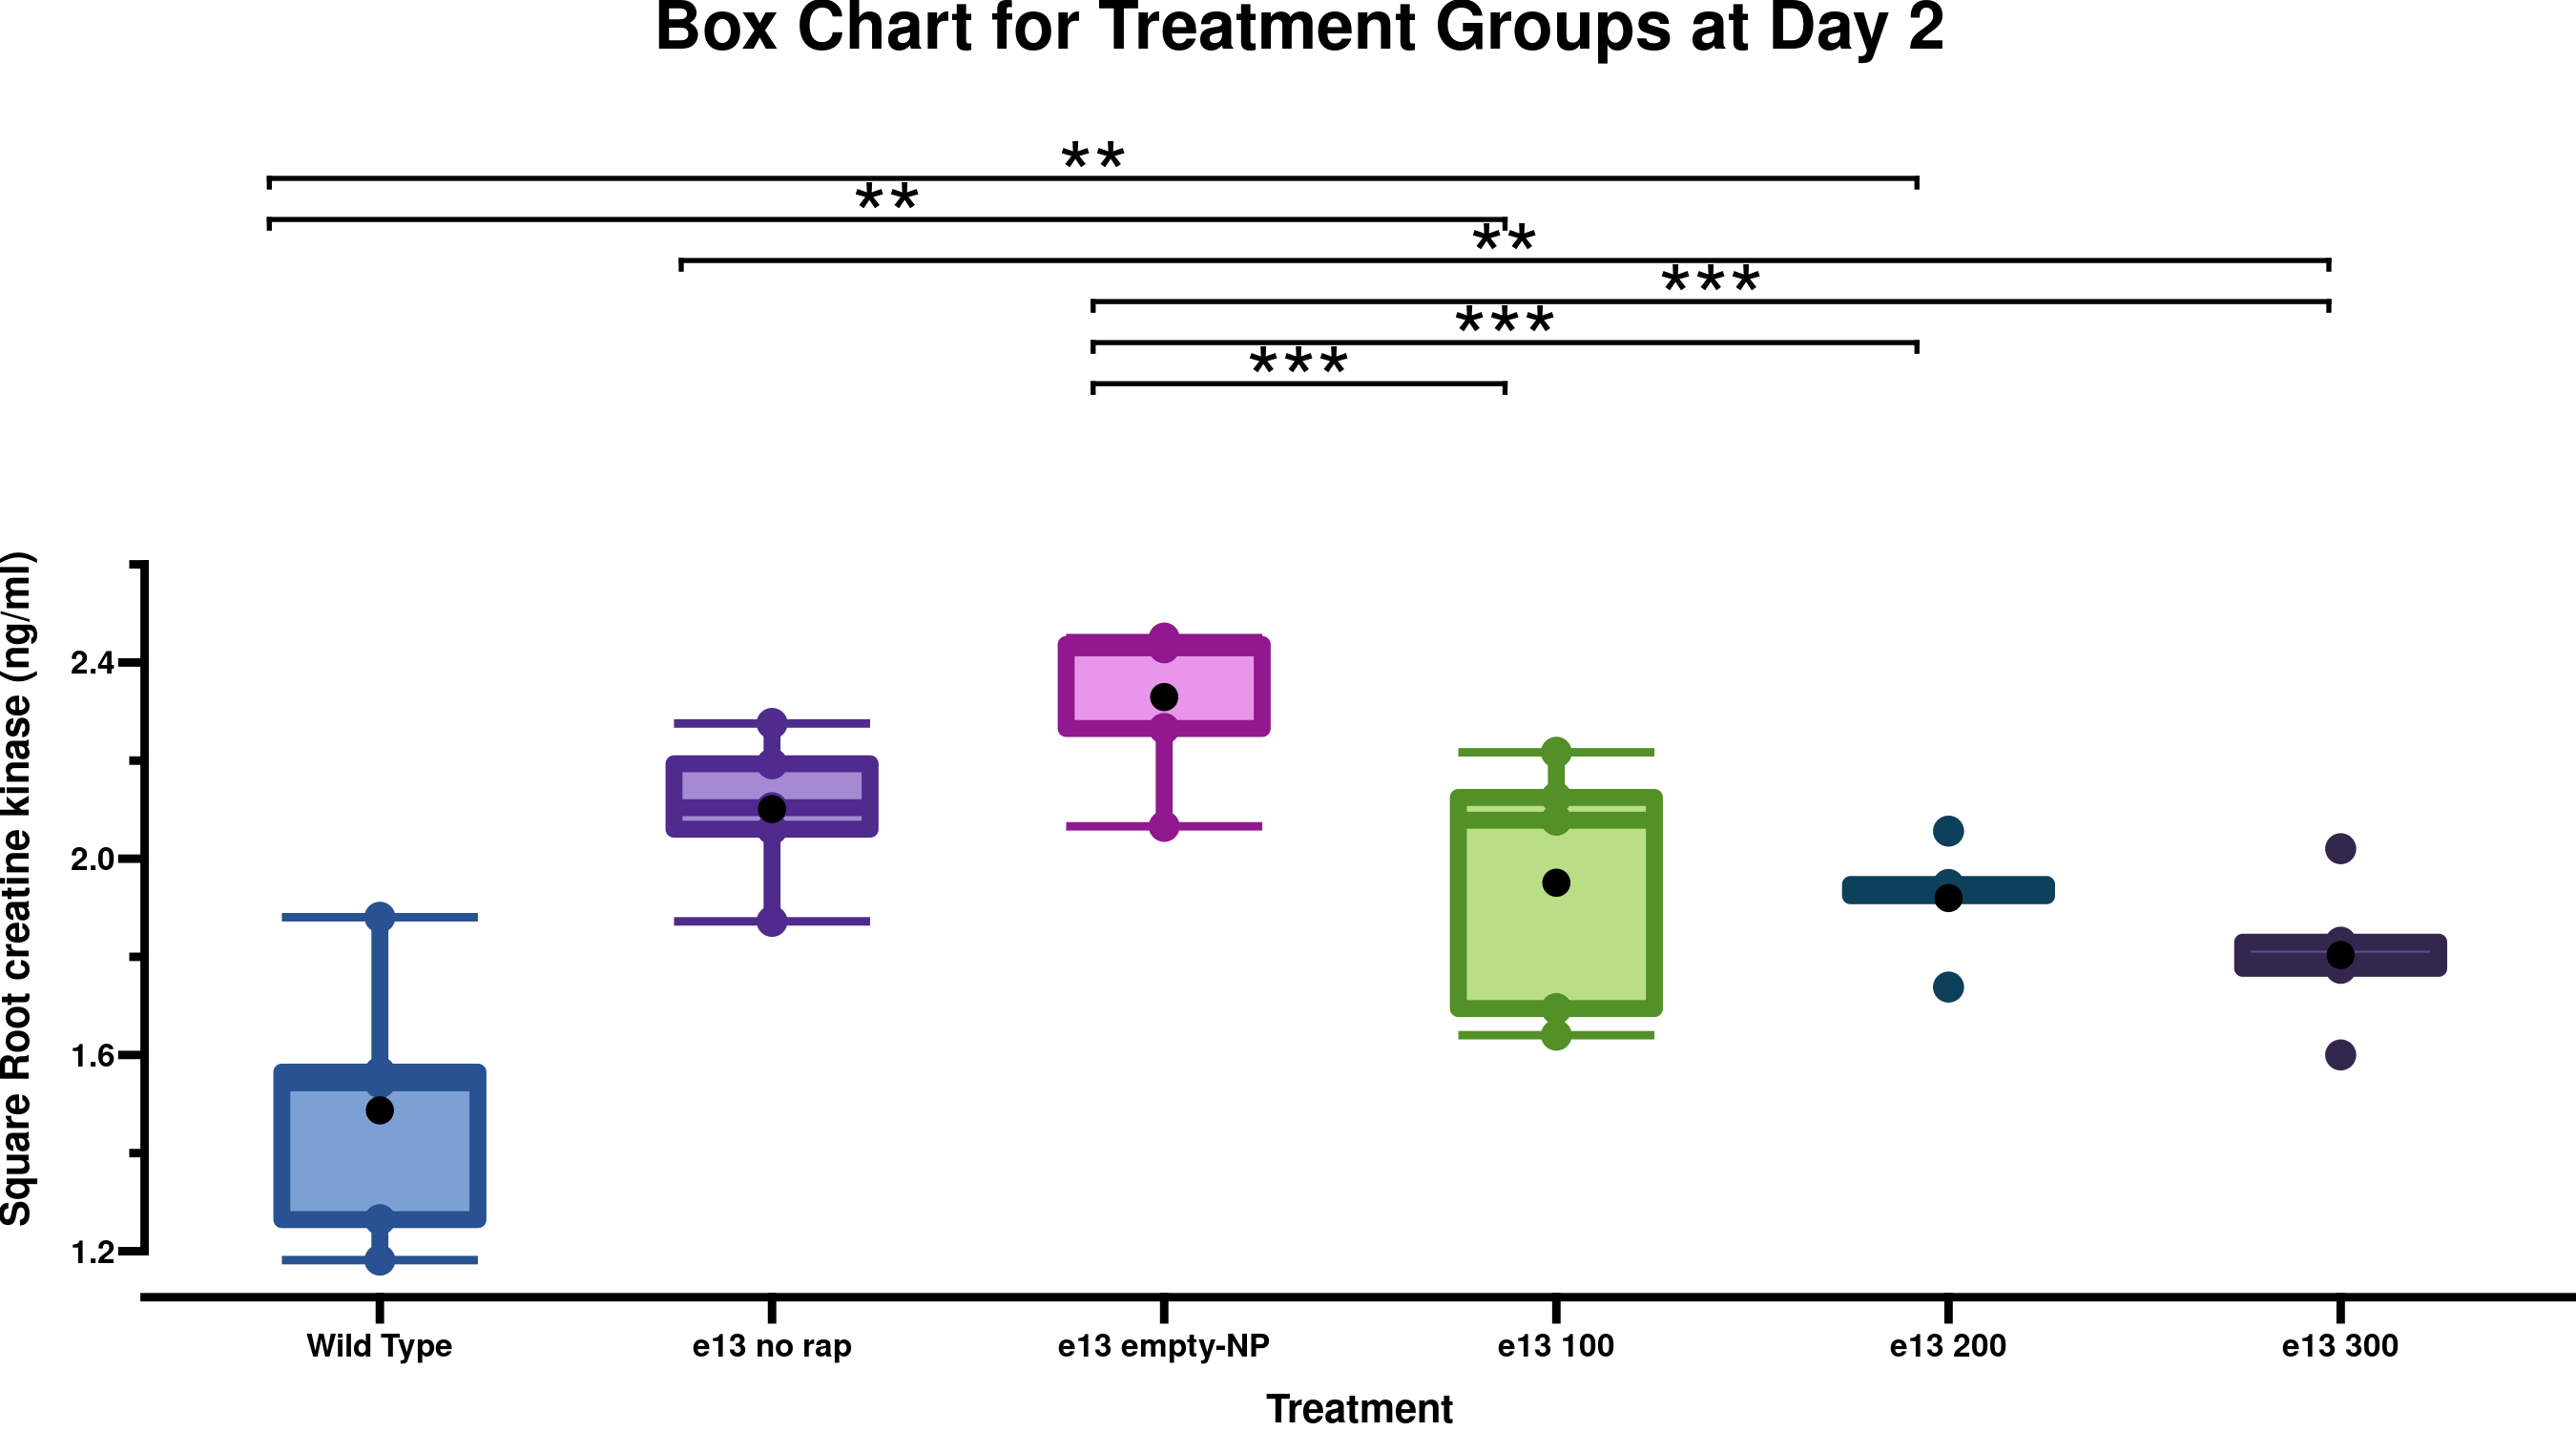 Box Chart for Treatment Groups at Day 2
**
**
**
***
***
***
Square Root creatine kinase (ng/ml)
2.4
2.0
1.6
1.2
Wild Type e13 no rap e13 empty-NP e13 100 e13 200 e13 300
Treatment